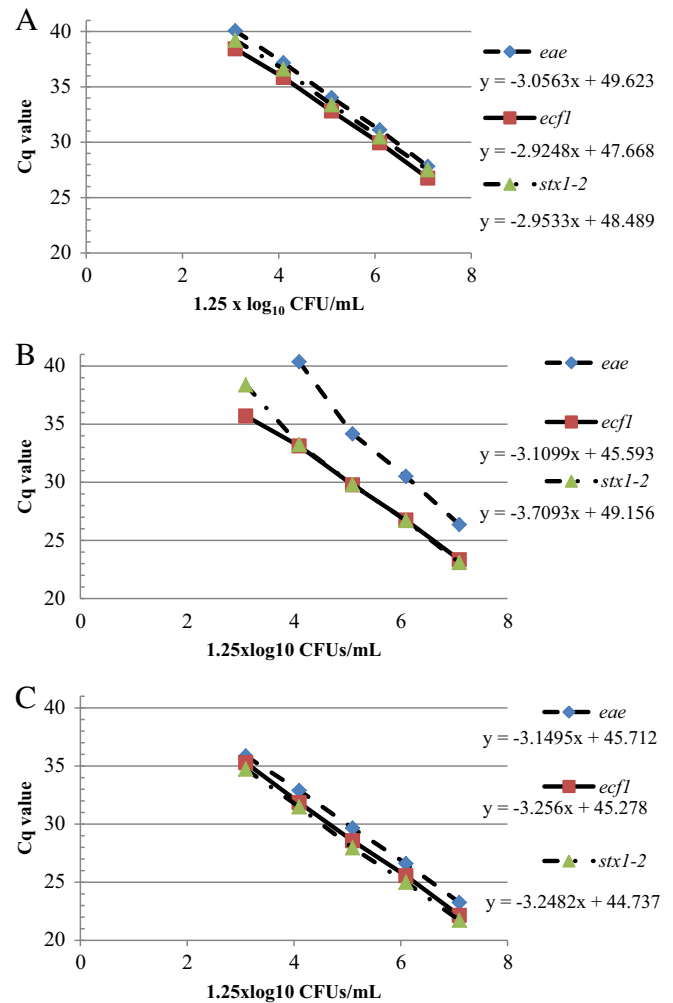 A
40
35
30
25
20
Cq value
0 2 4 6 8
1.25 x log10 CFU/mL
eae
y = -3.0563x + 49.623
ecf1
y = -2.9248x + 47.668
stx1-2
y = -2.9533x + 48.489
B
40
35
30
25
20
Cq value
0 2 4 6 8
1.25xlog10 CFUs/mL
eae
ecf1
y = -3.1099x + 45.593
stx1-2
y = -3.7093x + 49.156
C
40
35
30
25
20
Cq value
0 2 4 6 8
1.25xlog10 CFUs/mL
eae
y = -3.1495x + 45.712
ecf1
y = -3.256x + 45.278
stx1-2
y = -3.2482x + 44.737